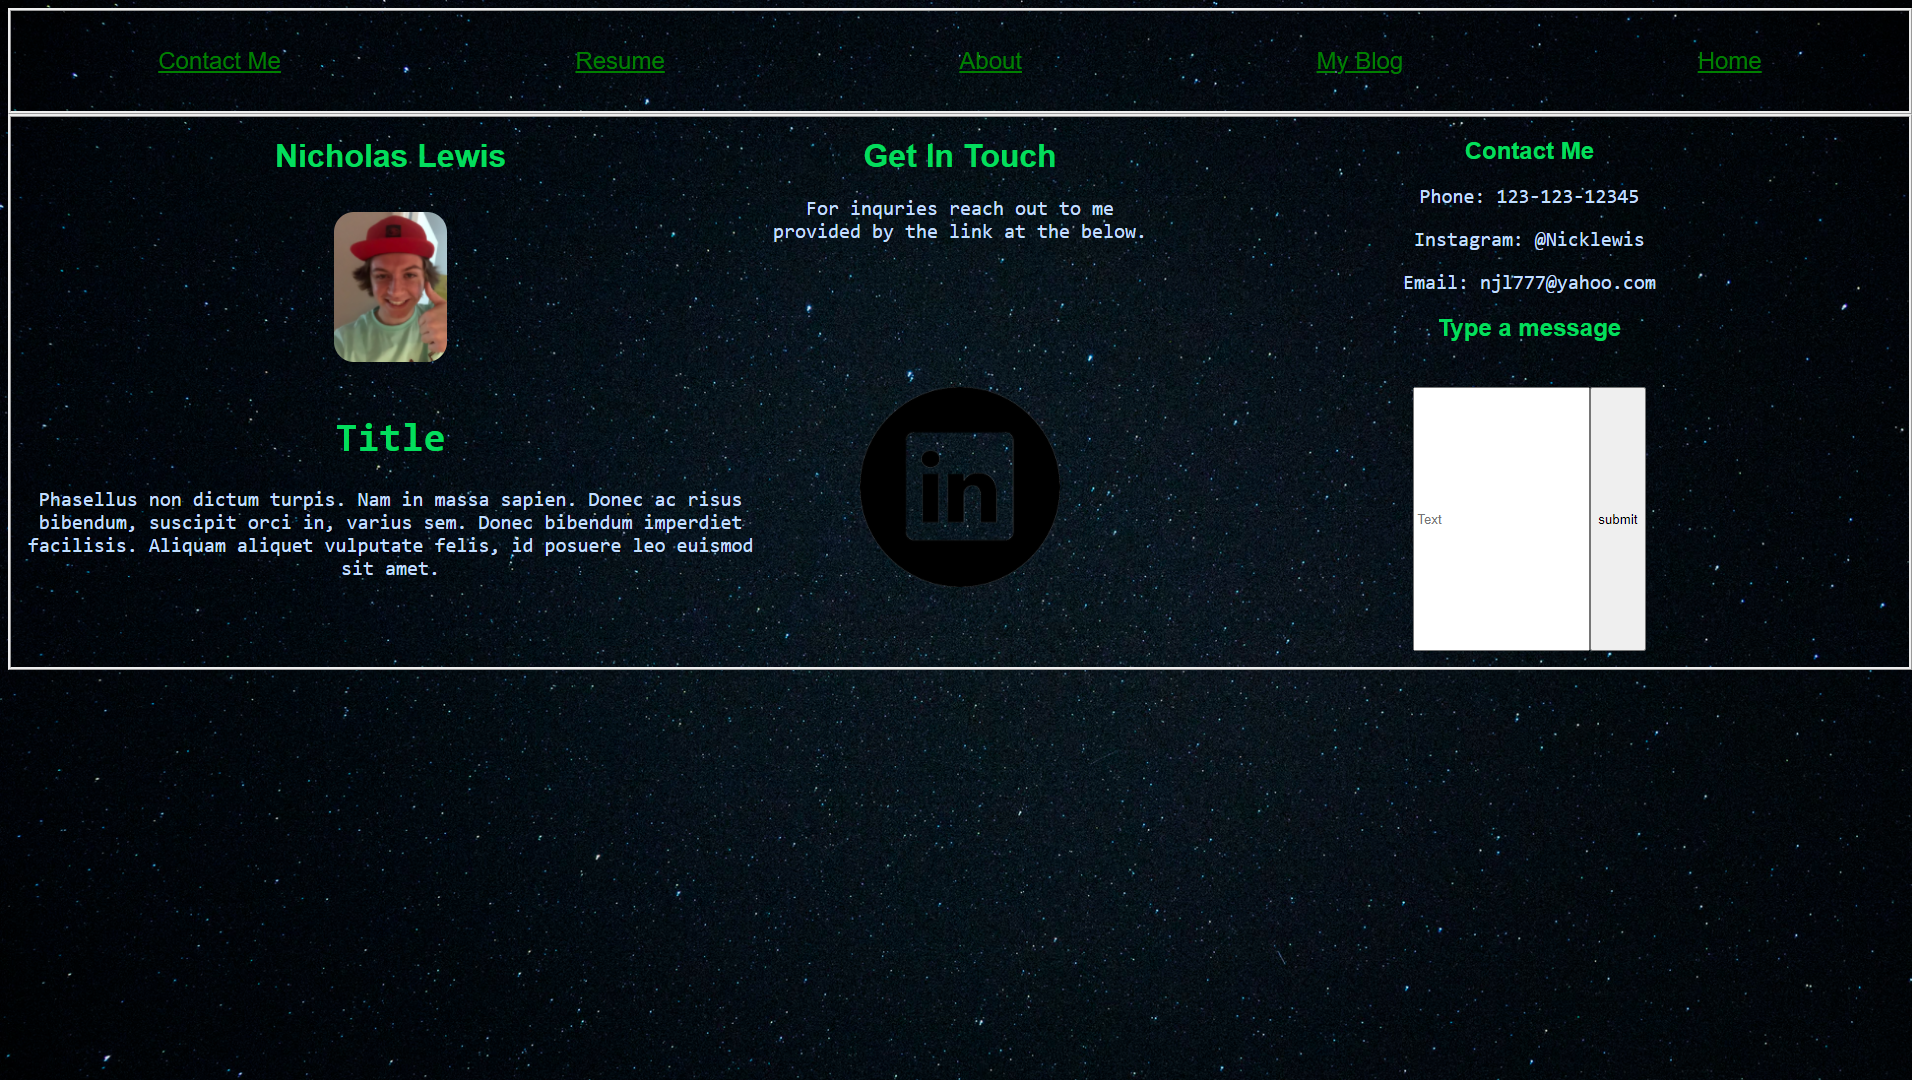 Contact Me
Resume
About
My Blog
Home
Nicholas Lewis
Title
Phasellus non dictum turpis. Nam in massa sapien. Donec ac risus
bibendum, suscipit orci in, varius sem. Donec bibendum imperdiet
facilisis. Aliquam aliquet vulputate felis, id posuere leo euismod
sit amet.
Get In Touch
For inquries reach out to me
provided by the link at the below.
in
Contact Me
Phone: 123-123-12345
Instagram: @Nicklewis
Email: njl777@yahoo.com
Type a message
Text
submit